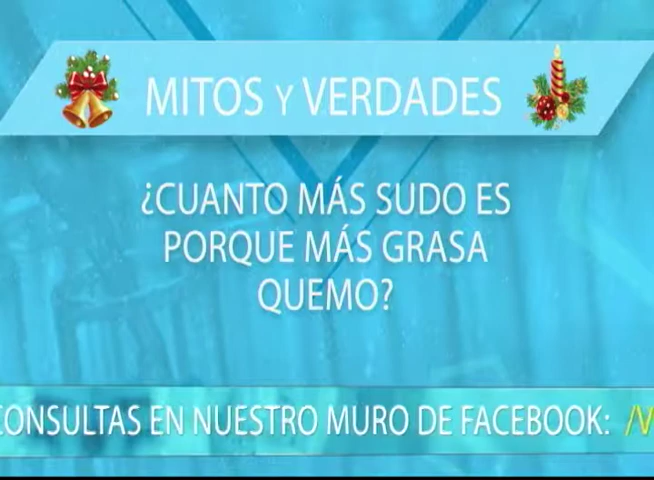 MITOS Y VERDADES
¿CUANTO MÁS SUDO ES
PORQUE MÁS GRASA
QUEMO?
CONSULTAS EN NUESTRO MURO DE FACEBOOK: